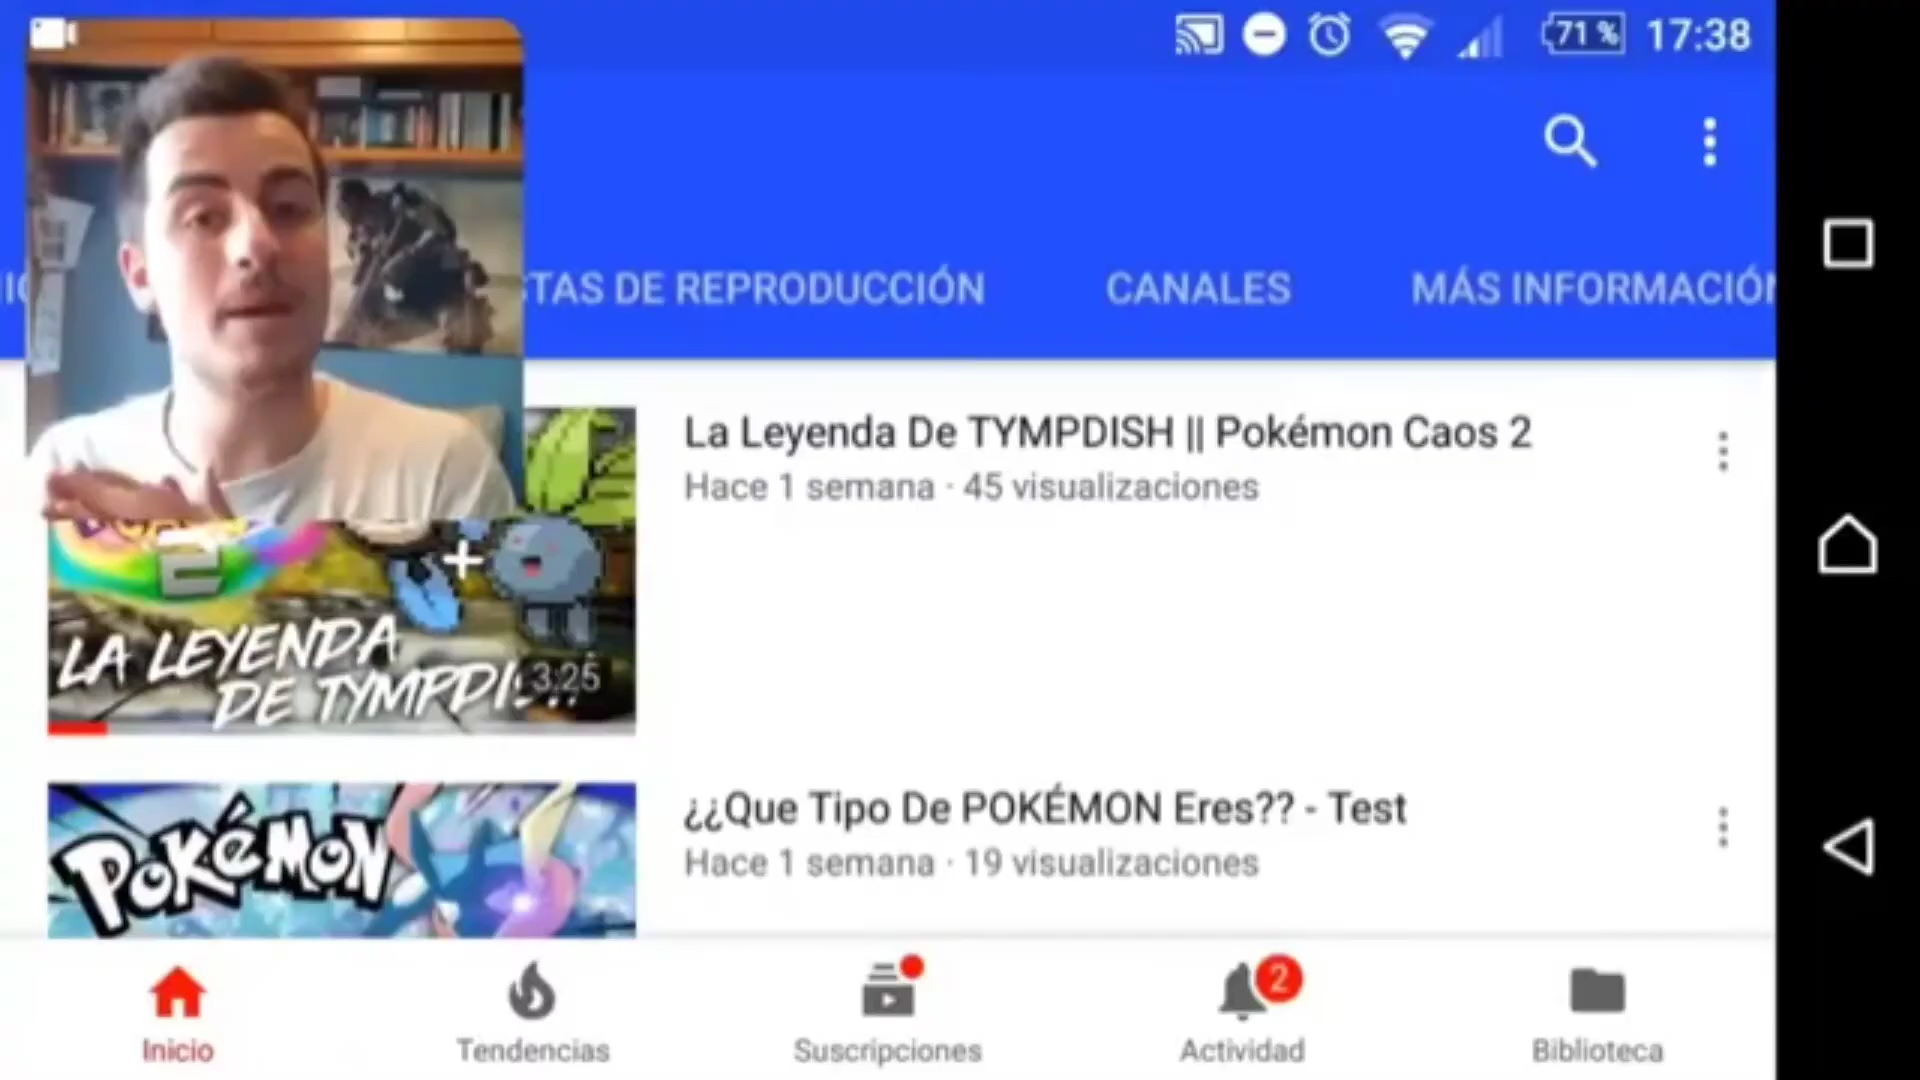 71 %
17:38
TAS DE REPRODUCCIÓN
CANALES
MÁS INFORMACIÓN
La Leyenda De TYMPDISH || Pokémon Caos 2
Hace 1 semana · 45 visualizaciones
2
+
LA LEYENDA
DE TYMPDI
3:25
¿¿Que Tipo De POKÉMON Eres?? - Test
Hace 1 semana · 19 visualizaciones
POKéMON
2
Inicio
Tendencias
Suscripciones
Actividad
Biblioteca